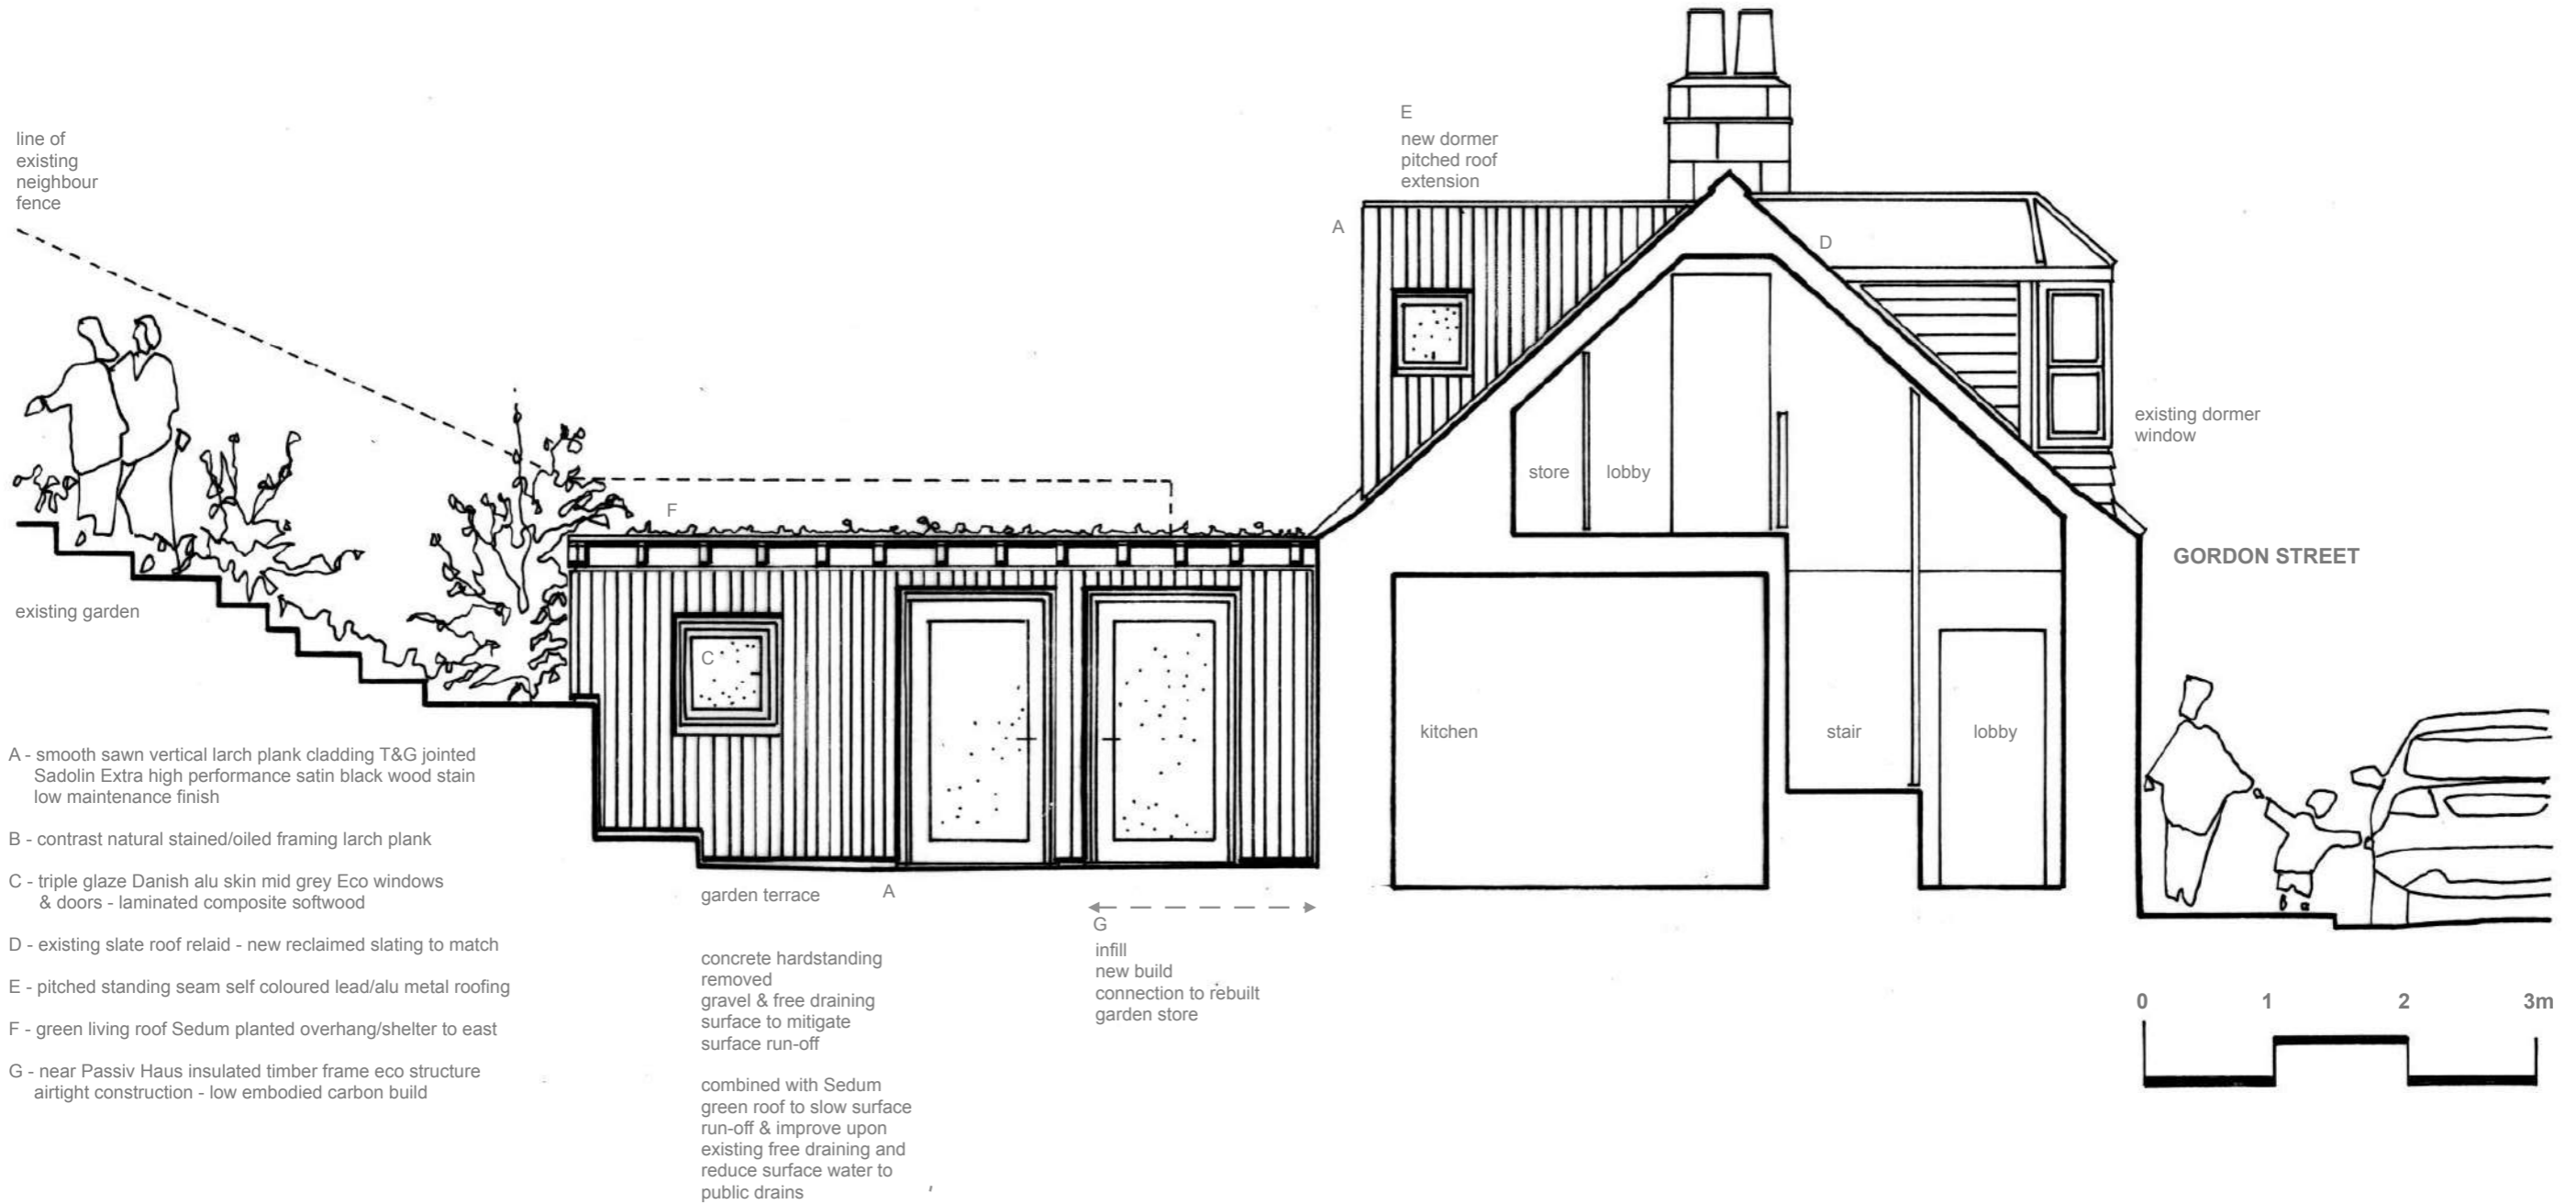 line of
existing
neighbour
fence
E
new dormer
pitched roof
extension
A
D
existing dormer
window
store
lobby
F
GORDON STREET
existing garden
C
kitchen
stair
lobby
A - smooth sawn vertical larch plank cladding T&G jointed
Sadolin Extra high performance satin black wood stain
low maintenance finish
B - contrast natural stained/oiled framing larch plank
C - triple glaze Danish alu skin mid grey Eco windows
& doors - laminated composite softwood
D - existing slate roof relaid - new reclaimed slating to match
E - pitched standing seam self coloured lead/alu metal roofing
F - green living roof Sedum planted overhang/shelter to east
G - near Passiv Haus insulated timber frame eco structure
airtight construction - low embodied carbon build
garden terrace
A
concrete hardstanding
removed
gravel & free draining
surface to mitigate
surface run-off
combined with Sedum
green roof to slow surface
run-off & improve upon
existing free draining and
reduce surface water to
public drains
G
infill
new build
connection to rebuilt
garden store
0 1 2 3m